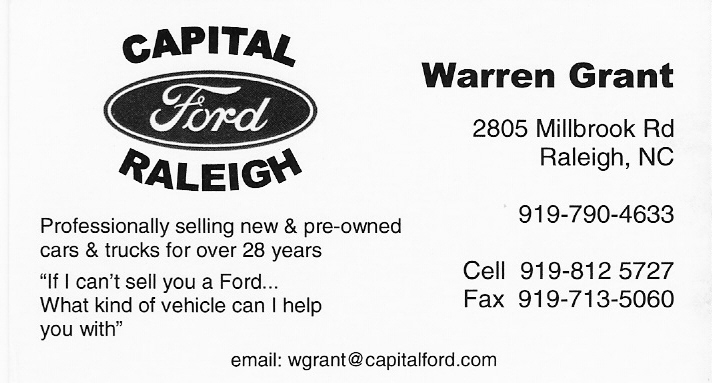 CAPITAL
Ford
RALEIGH
Warren Grant
2805 Millbrook Rd
Raleigh, NC
919-790-4633
Cell 919-812 5727
Fax 919-713-5060
Professionally selling new & pre-owned
cars & trucks for over 28 years
“If I can’t sell you a Ford...
What kind of vehicle can I help
you with”
email: wgrant@capitalford.com